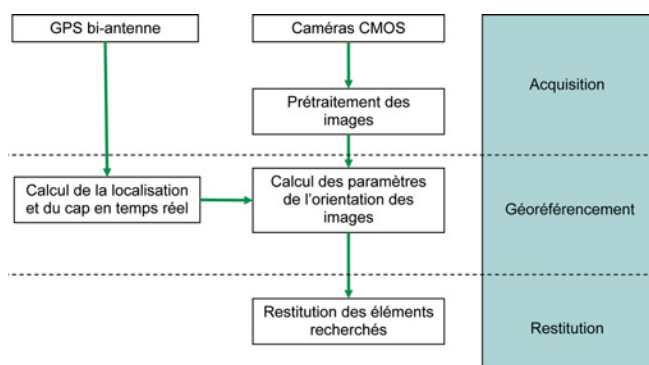 GPS bi-antenne
Caméras CMOS
Acquisition
Prétraitement des
images
Calcul de la localisation
et du cap en temps réel
Calcul des paramètres
de l'orientation des
images
Géoréférencement
Restitution des éléments
recherchés
Restitution